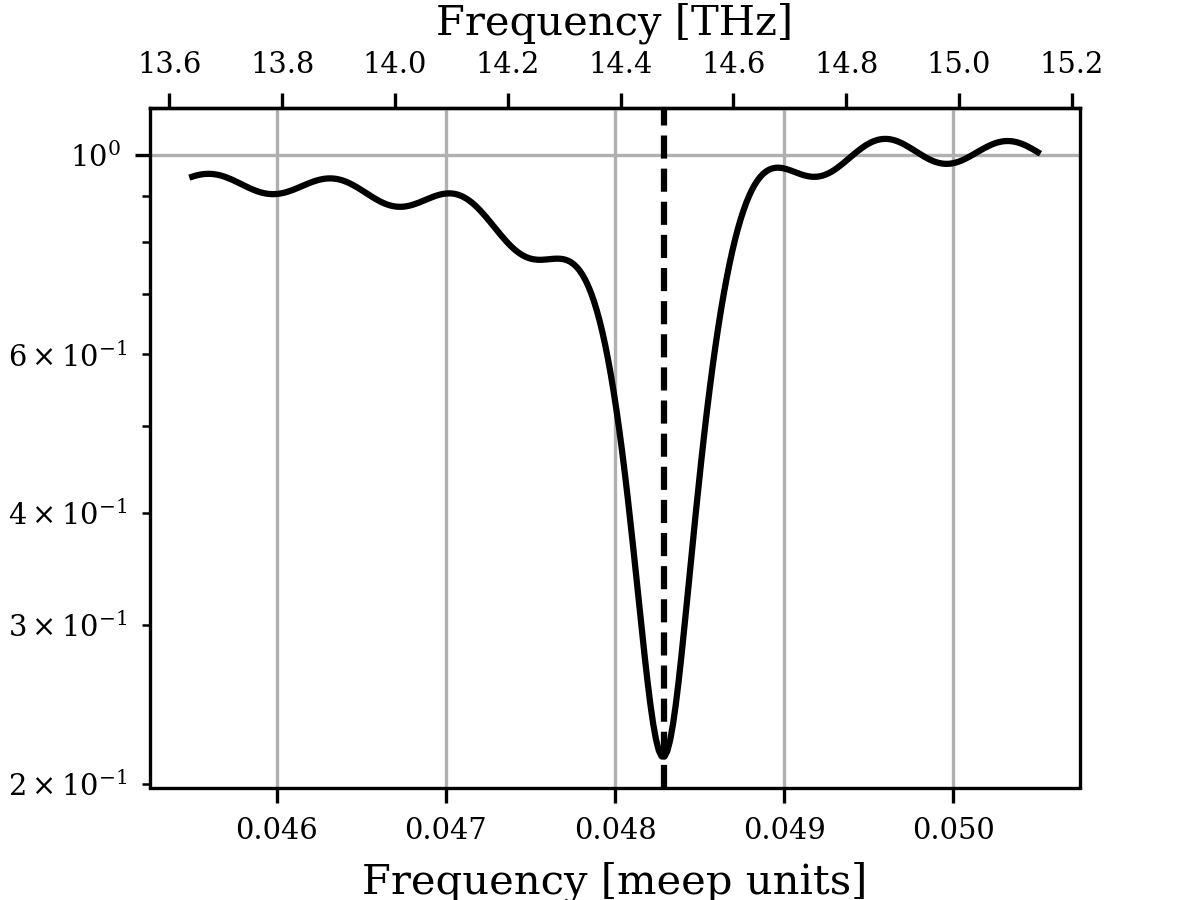 Frequency [THz]
13.6 13.8 14.0 14.2 14.4 14.6 14.8 15.0 15.2
10⁰
6 × 10⁻¹
4 × 10⁻¹
3 × 10⁻¹
2 × 10⁻¹
0.046 0.047 0.048 0.049 0.050
Frequency [meep units]